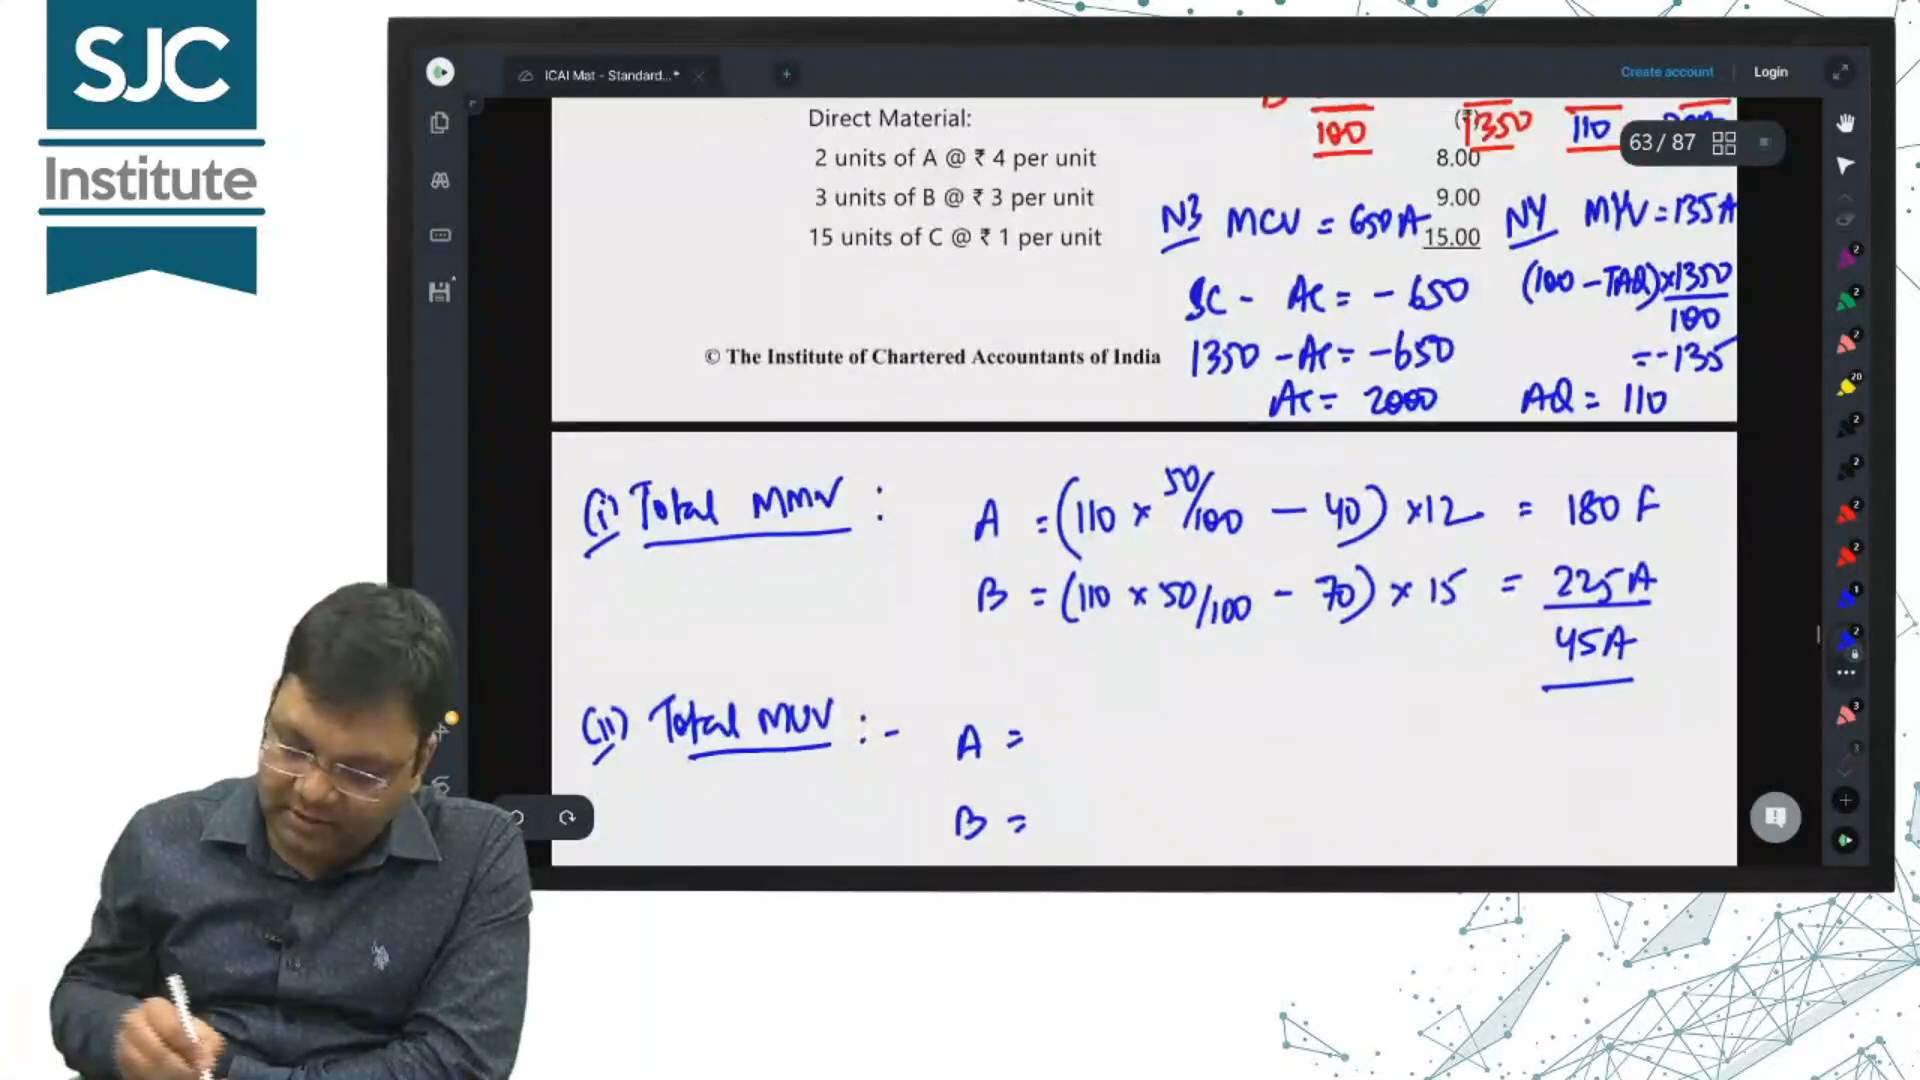 SJC
Institute
ICAI Mat - Standard...*
Create account
Login
63 / 87
Direct Material:
(₹)
100 1350 110
2 units of A @ ₹ 4 per unit 8.00
3 units of B @ ₹ 3 per unit 9.00
15 units of C @ ₹ 1 per unit 15.00
N3 MCV = 650A
SC - AC = - 650
1350 - AC = - 650
AC = 2000
N4 MYV = 135A
(100 - TAQ) × 1350/100
= -135
AQ = 110
© The Institute of Chartered Accountants of India
(i) Total MMV : A = (110 × 50/100 - 40) × 12 = 180 F
B = (110 × 50/100 - 70) × 15 = 225A
45A
(ii) Total MUV :- A =
B =